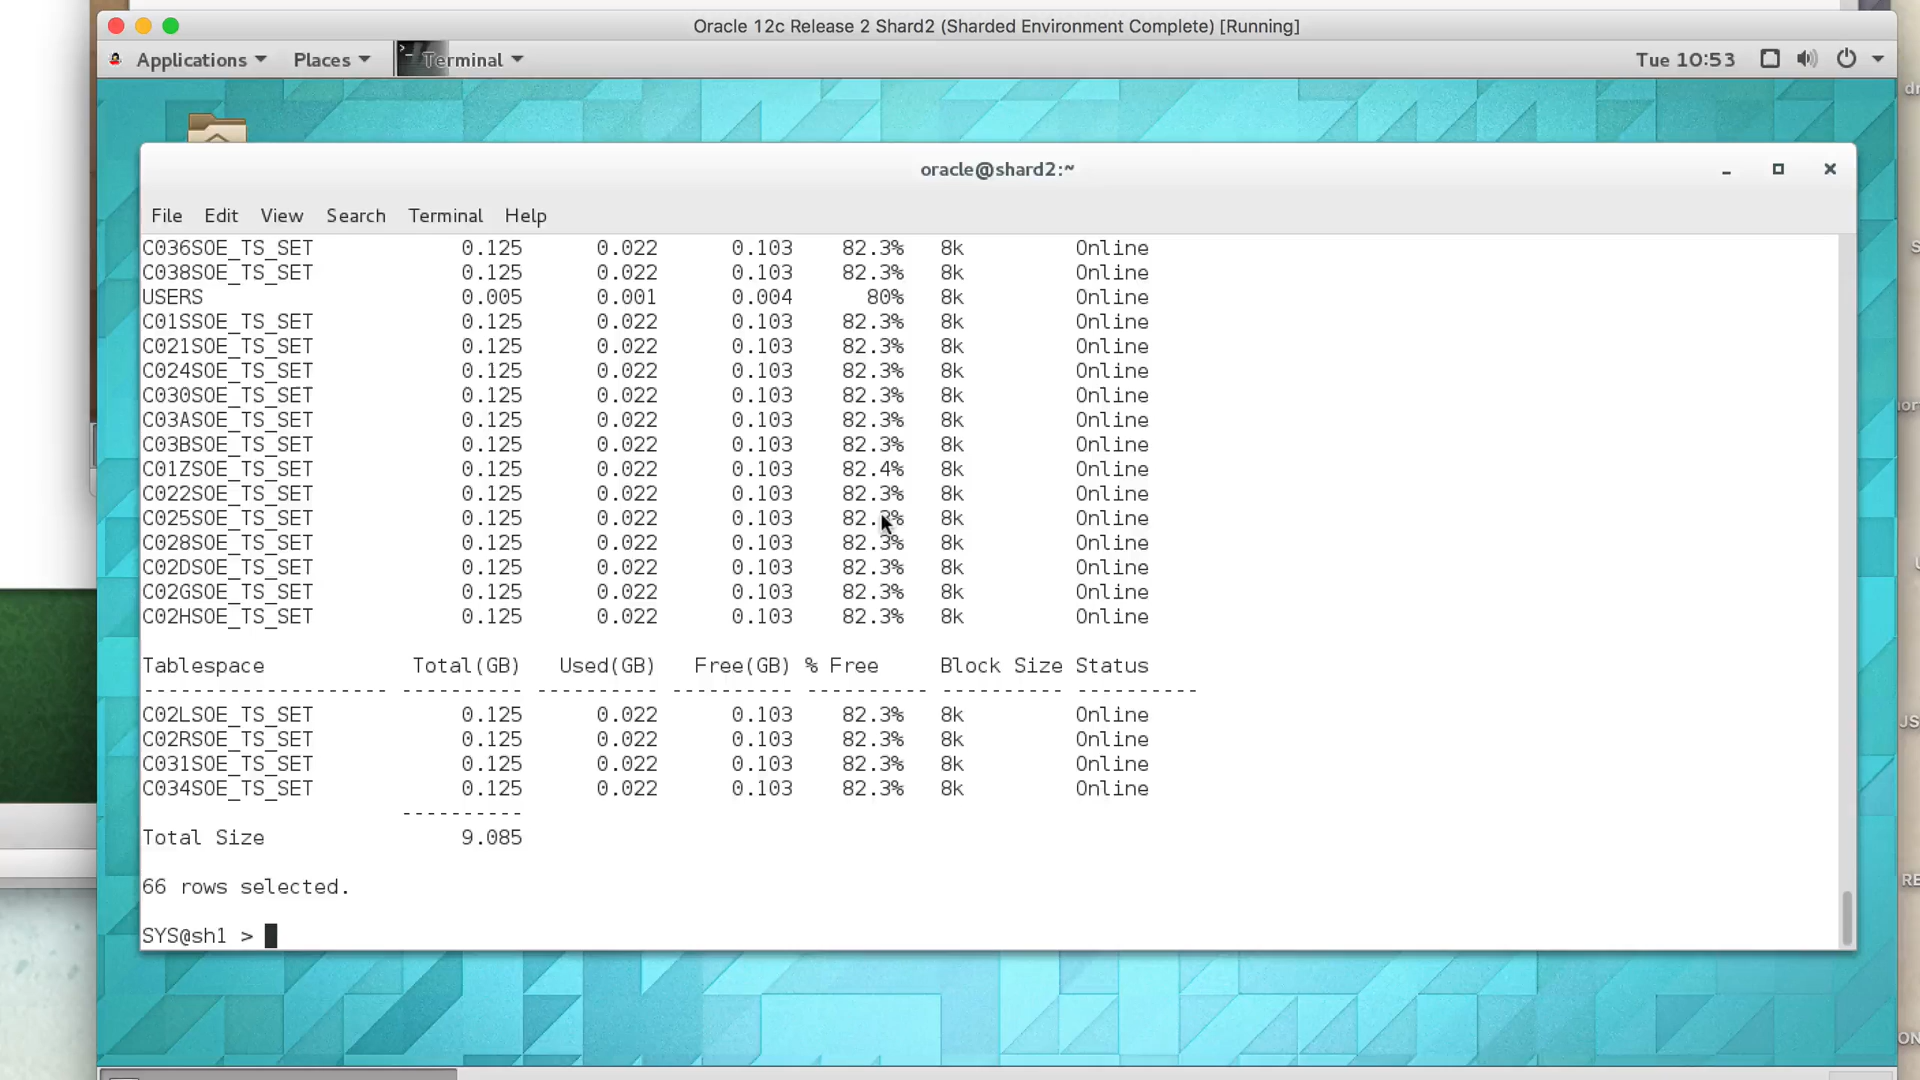 Oracle 12c Release 2 Shard2 (Sharded Environment Complete) [Running]
Applications Places Terminal Tue 10:53
oracle@shard2:~
File Edit View Search Terminal Help
C036SOE_TS_SET 0.125 0.022 0.103 82.3% 8k Online
C038SOE_TS_SET 0.125 0.022 0.103 82.3% 8k Online
USERS 0.005 0.001 0.004 80% 8k Online
C01SSOE_TS_SET 0.125 0.022 0.103 82.3% 8k Online
C021SOE_TS_SET 0.125 0.022 0.103 82.3% 8k Online
C024SOE_TS_SET 0.125 0.022 0.103 82.3% 8k Online
C030SOE_TS_SET 0.125 0.022 0.103 82.3% 8k Online
C03ASOE_TS_SET 0.125 0.022 0.103 82.3% 8k Online
C03BSOE_TS_SET 0.125 0.022 0.103 82.3% 8k Online
C01ZSOE_TS_SET 0.125 0.022 0.103 82.4% 8k Online
C022SOE_TS_SET 0.125 0.022 0.103 82.3% 8k Online
C025SOE_TS_SET 0.125 0.022 0.103 82.3% 8k Online
C028SOE_TS_SET 0.125 0.022 0.103 82.3% 8k Online
C02DSOE_TS_SET 0.125 0.022 0.103 82.3% 8k Online
C02GSOE_TS_SET 0.125 0.022 0.103 82.3% 8k Online
C02HSOE_TS_SET 0.125 0.022 0.103 82.3% 8k Online
Tablespace Total(GB) Used(GB) Free(GB) % Free Block Size Status
-------------------- ---------- ---------- ---------- ---------- ---------- ----------
C02LSOE_TS_SET 0.125 0.022 0.103 82.3% 8k Online
C02RSOE_TS_SET 0.125 0.022 0.103 82.3% 8k Online
C031SOE_TS_SET 0.125 0.022 0.103 82.3% 8k Online
C034SOE_TS_SET 0.125 0.022 0.103 82.3% 8k Online
----------
Total Size 9.085
66 rows selected.
SYS@sh1 >